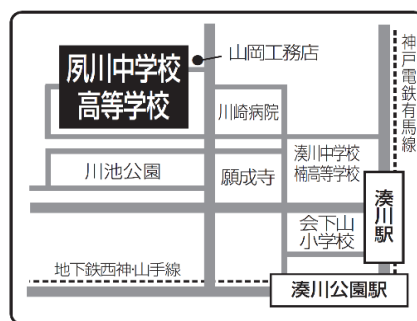 山岡工務店
夙川中学校
高等学校
神戸電鉄有馬線
川崎病院
湊川中学校
楠高等学校
川池公園
願成寺
会下山
小学校
湊川駅
地下鉄西神・山手線
湊川公園駅